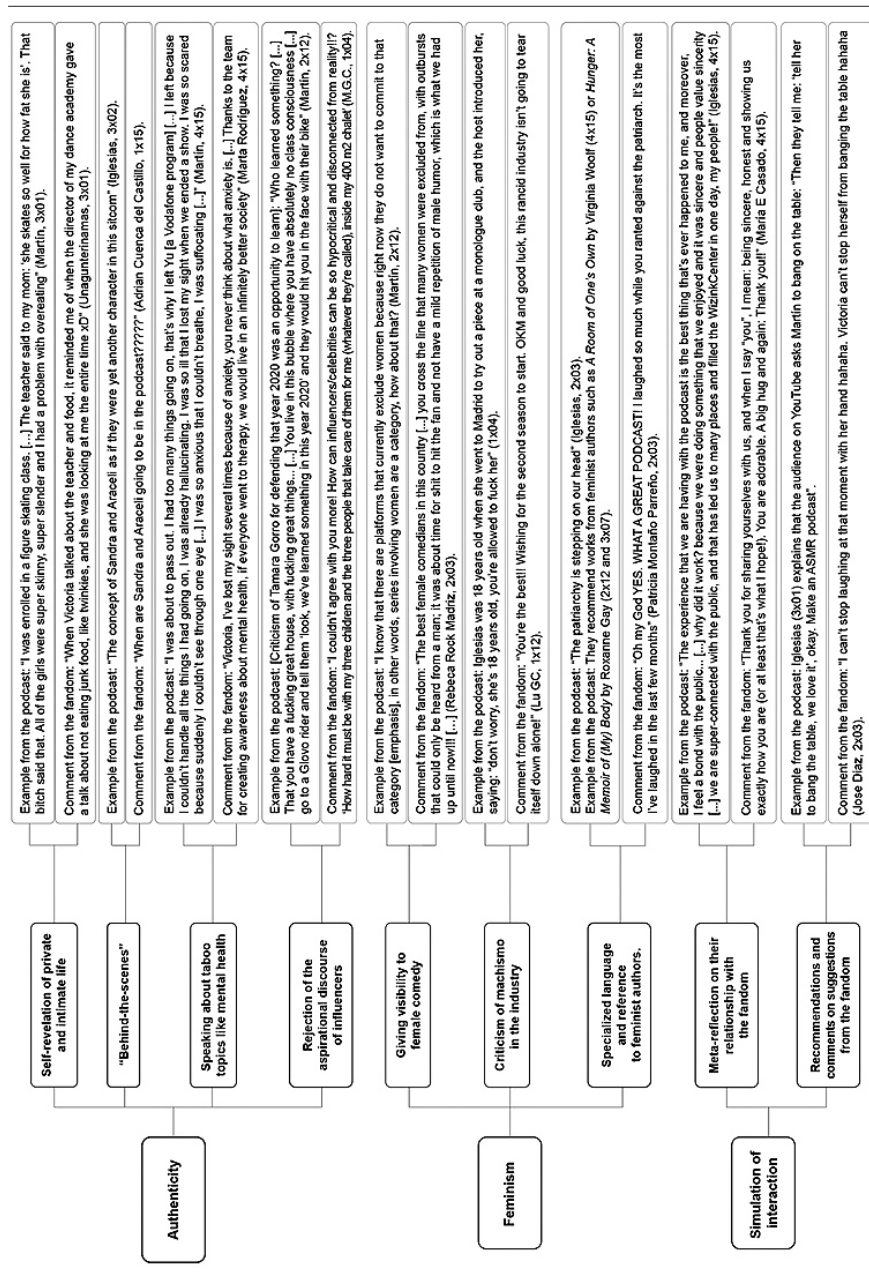 Authenticity
Self-revelation of private
and intimate life
Example from the podcast: "I was enrolled in a figure skating class, [...] The teacher said to my mom: 'she skates so well for how fat she is'. That
bitch said that. All of the girls were super skinny, super slender and I had a problem with overeating" (Martín, 3x01).
Comment from the fandom: "When Victoria talked about the teacher and food, it reminded me of when the director of my dance academy gave
a talk about not eating junk food, like twinkies, and she was looking at me the entire time xD" (Unagunterinamas, 3x01).
"Behind-the-scenes"
Example from the podcast: "The concept of Sandra and Araceli as if they were yet another character in this sitcom" (Iglesias, 3x02).
Comment from the fandom: "When are Sandra and Araceli going to be in the podcast?????" (Adrian Cuenca del Castillo, 1x15).
Speaking about taboo
topics like mental health
Example from the podcast: "I was about to pass out. I had too many things going on, that's why I left Yu [a Vodafone program] [...] I left because
I couldn't handle all the things I had going on, I was already hallucinating. I was so ill that I lost my sight when we ended a show. I was so scared
because suddenly I couldn't see through one eye [...] I was so anxious that I couldn't breathe, I was suffocating [...]" (Martín, 4x15).
Comment from the fandom: "Victoria, I've lost my sight several times because of anxiety, you never think about what anxiety is, [...] Thanks to the team
for creating awareness about mental health, if everyone went to therapy, we would live in an infinitely better society" (Marta Rodríguez, 4x15).
Rejection of the
aspirational discourse
of influencers
Example from the podcast: [Criticism of Tamara Gorro for defending that year 2020 was an opportunity to learn]: "Who learned something? [...]
That you have a fucking great house, with fucking great things... [...] You live in this bubble where you have absolutely no class consciousness [...]
go to a Glovo rider and tell them 'look, we've learned something in this year 2020' and they would hit you in the face with their bike" (Martín, 2x12).
Comment from the fandom: "I couldn't agree with you more! How can influencers/celebrities can be so hypocritical and disconnected from reality!!?
'How hard it must be with my three children and the three people that take care of them for me (whatever they're called), inside my 400 m2 chalet' (M.G.C., 1x04).
Feminism
Giving visibility to
female comedy
Example from the podcast: "I know that there are platforms that currently exclude women because right now they do not want to commit to that
category [emphasis], in other words, series involving women are a category, how about that? (Martín, 2x12).
Comment from the fandom: "The best female comedians in this country [...] you cross the line that many women were excluded from, with outbursts
that could only be heard from a man; it was about time for shit to hit the fan and not have a mild repetition of male humor, which is what we had
up until now!!! [...] (Rebeca Rock Madriz, 2x03).
Criticism of machismo
in the industry
Example from the podcast: Iglesias was 18 years old when she went to Madrid to try out a piece at a monologue club, and the host introduced her,
saying: "don't worry, she's 18 years old, you're allowed to fuck her" (1x04).
Comment from the fandom: "You're the best!! Wishing for the second season to start. OKM and good luck, this rancid industry isn't going to tear
itself down alone!" (Lu GC, 1x12).
Specialized language
and reference
to feminist authors.
Example from the podcast: "The patriarchy is stepping on our head" (Iglesias, 2x03).
Example from the podcast: They recommend works from feminist authors such as A Room of One's Own by Virginia Woolf (4x15) or Hunger: A
Memoir of (My) Body by Roxanne Gay (2x12 and 3x07).
Comment from the fandom: "Oh my God YES. WHAT A GREAT PODCAST! I laughed so much while you ranted against the patriarch. It's the most
I've laughed in the last few months" (Patricia Montaño Parreño, 2x03).
Simulation of
interaction
Meta-reflection on their
relationship with
the fandom
Example from the podcast: "The experience that we are having with the podcast is the best thing that's ever happened to me, and moreover,
I feel a bond with the public... [...] why did it work? because we were doing something that we enjoyed and it was sincere and people value sincerity
[...] we are super-connected with the public, and that has led us to many places and filled the WizinkCenter in one day, my people!" (Iglesias, 4x15).
Comment from the fandom: "Thank you for sharing yourselves with us, and when I say "you", I mean: being sincere, honest and showing us
exactly how you are (or at least that's what I hope!). You are adorable. A big hug and again: Thank you!!" (María E Casado, 4x15).
Recommendations and
comments on suggestions
from the fandom
Example from the podcast: Iglesias (3x01) explains that the audience on YouTube asks Martin to bang on the table: "Then they tell me: 'tell her
to bang the table, we love it', okay. Make an ASMR podcast".
Comment from the fandom: "I can't stop laughing at that moment with her hand hahaha. Victoria can't stop herself from banging the table hahaha
(Jose Diaz, 2x03).